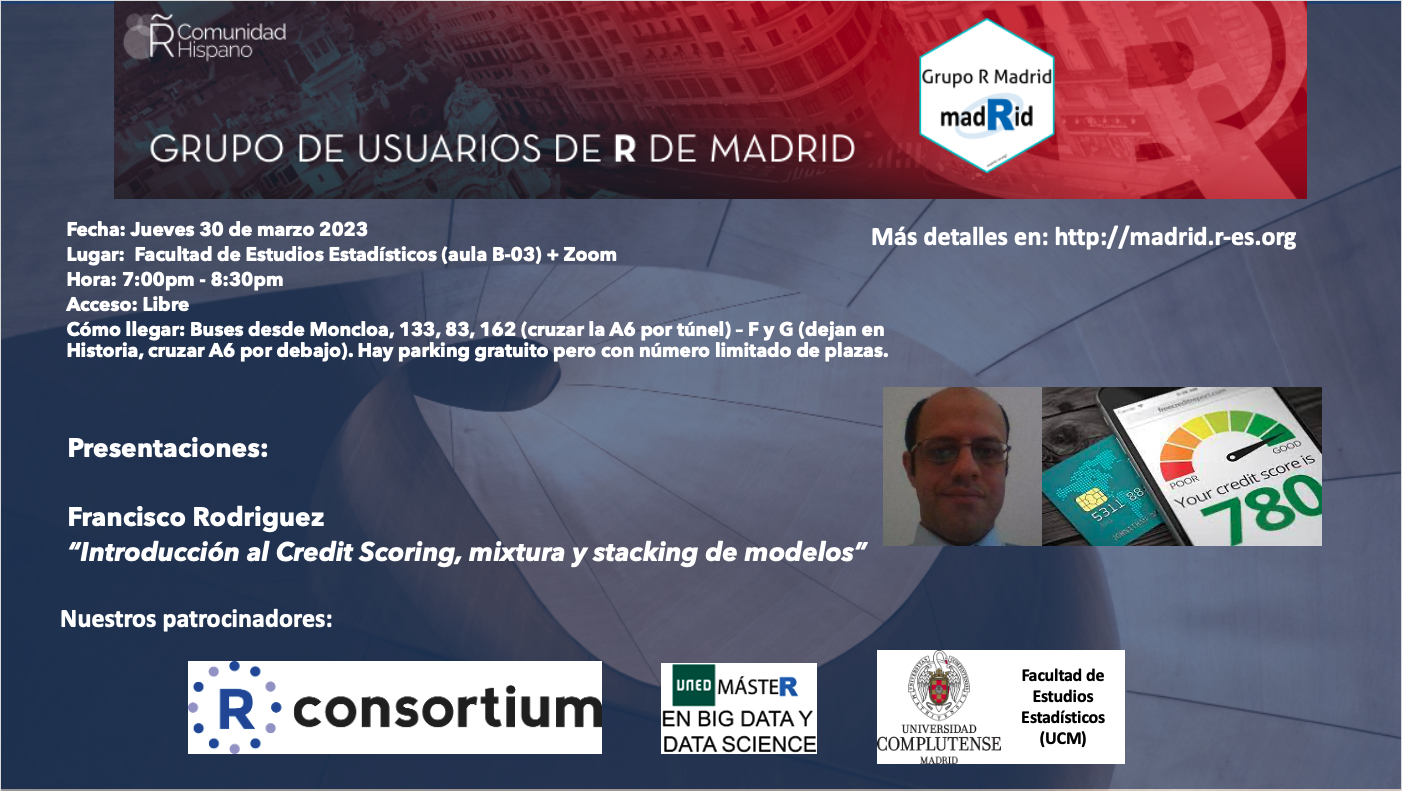 R Comunidad
Hispano
Grupo R Madrid
madRid
GRUPO DE USUARIOS DE R DE MADRID
Fecha: Jueves 30 de marzo 2023
Lugar:  Facultad de Estudios Estadísticos (aula B-03) + Zoom
Hora: 7:00pm - 8:30pm
Acceso: Libre
Cómo llegar: Buses desde Moncloa, 133, 83, 162 (cruzar la A6 por túnel) – F y G (dejan en
Historia, cruzar A6 por debajo). Hay parking gratuito pero con número limitado de plazas.
Más detalles en: http://madrid.r-es.org
Presentaciones:
Francisco Rodriguez
“Introducción al Credit Scoring, mixtura y stacking de modelos”
freecreditreport.com
POOR
GOOD
Your credit score is
780
5311 88
Nuestros patrocinadores:
R consortium
UNED MÁSTER
EN BIG DATA Y
DATA SCIENCE
UNIVERSIDAD
COMPLUTENSE
MADRID
Facultad de
Estudios
Estadísticos
(UCM)